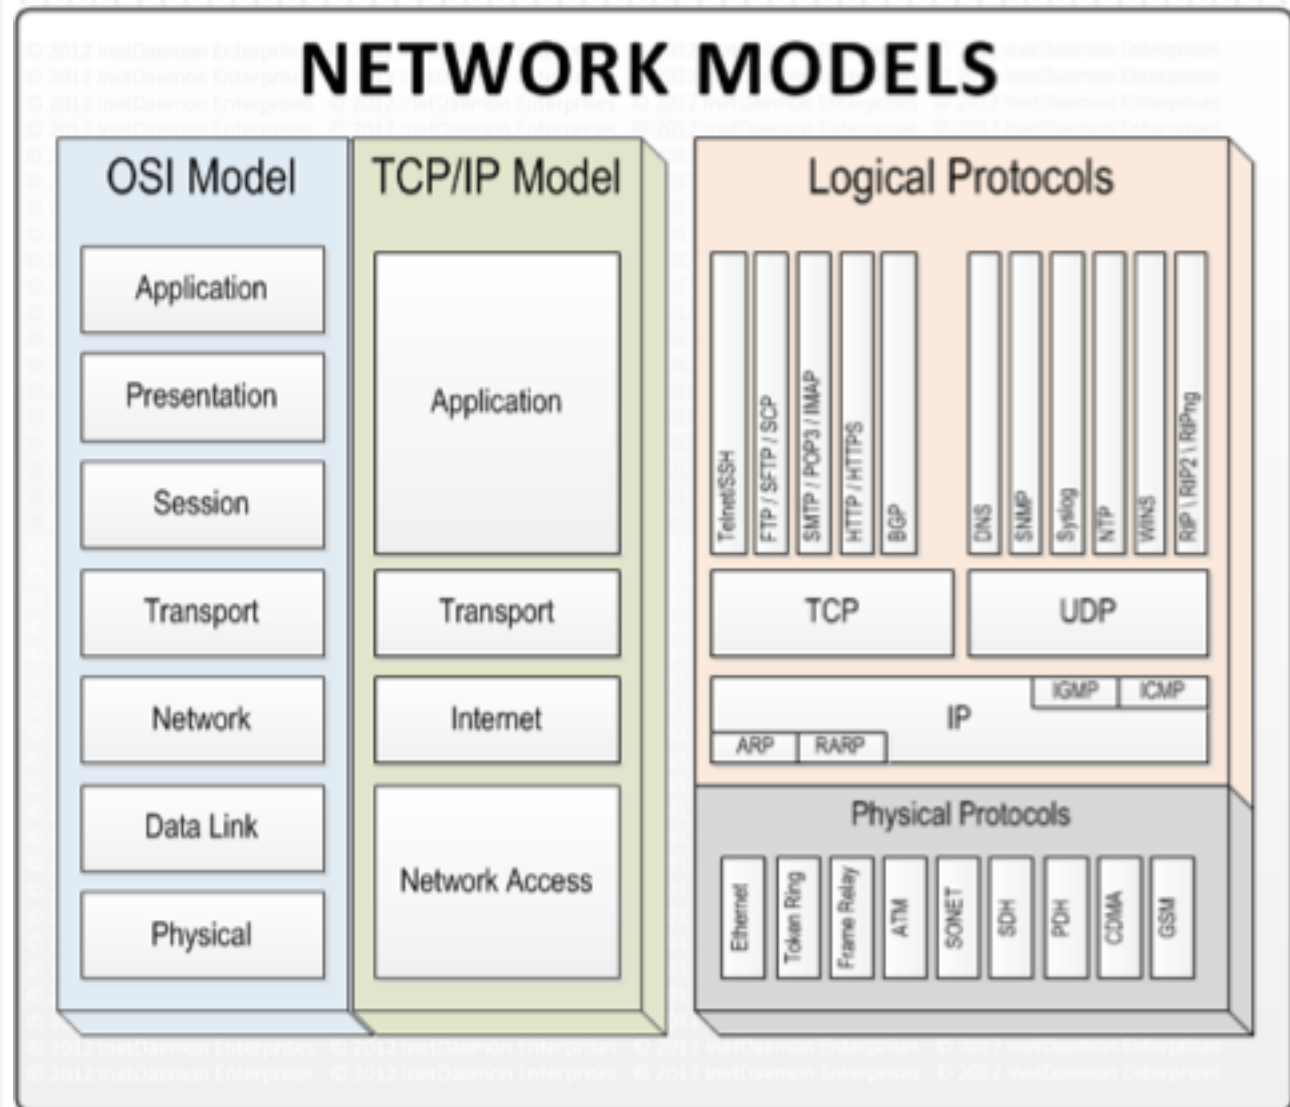 NETWORK MODELS
OSI Model
Application
Presentation
Session
Transport
Network
Data Link
Physical
TCP/IP Model
Application
Transport
Internet
Network Access
Logical Protocols
Telnet/SSH
FTP / SFTP / SCP
SMTP / POP3 / IMAP
HTTP / HTTPS
BGP
DNS
SNMP
Syslog
NTP
WINS
RIP \ RIP2 \ RIPng
TCP
UDP
IP
IGMP
ICMP
ARP
RARP
Physical Protocols
Ethernet
Token Ring
Frame Relay
ATM
SONET
SDH
PDH
CDMA
GSM
© 2012 InetDaemon Enterprises